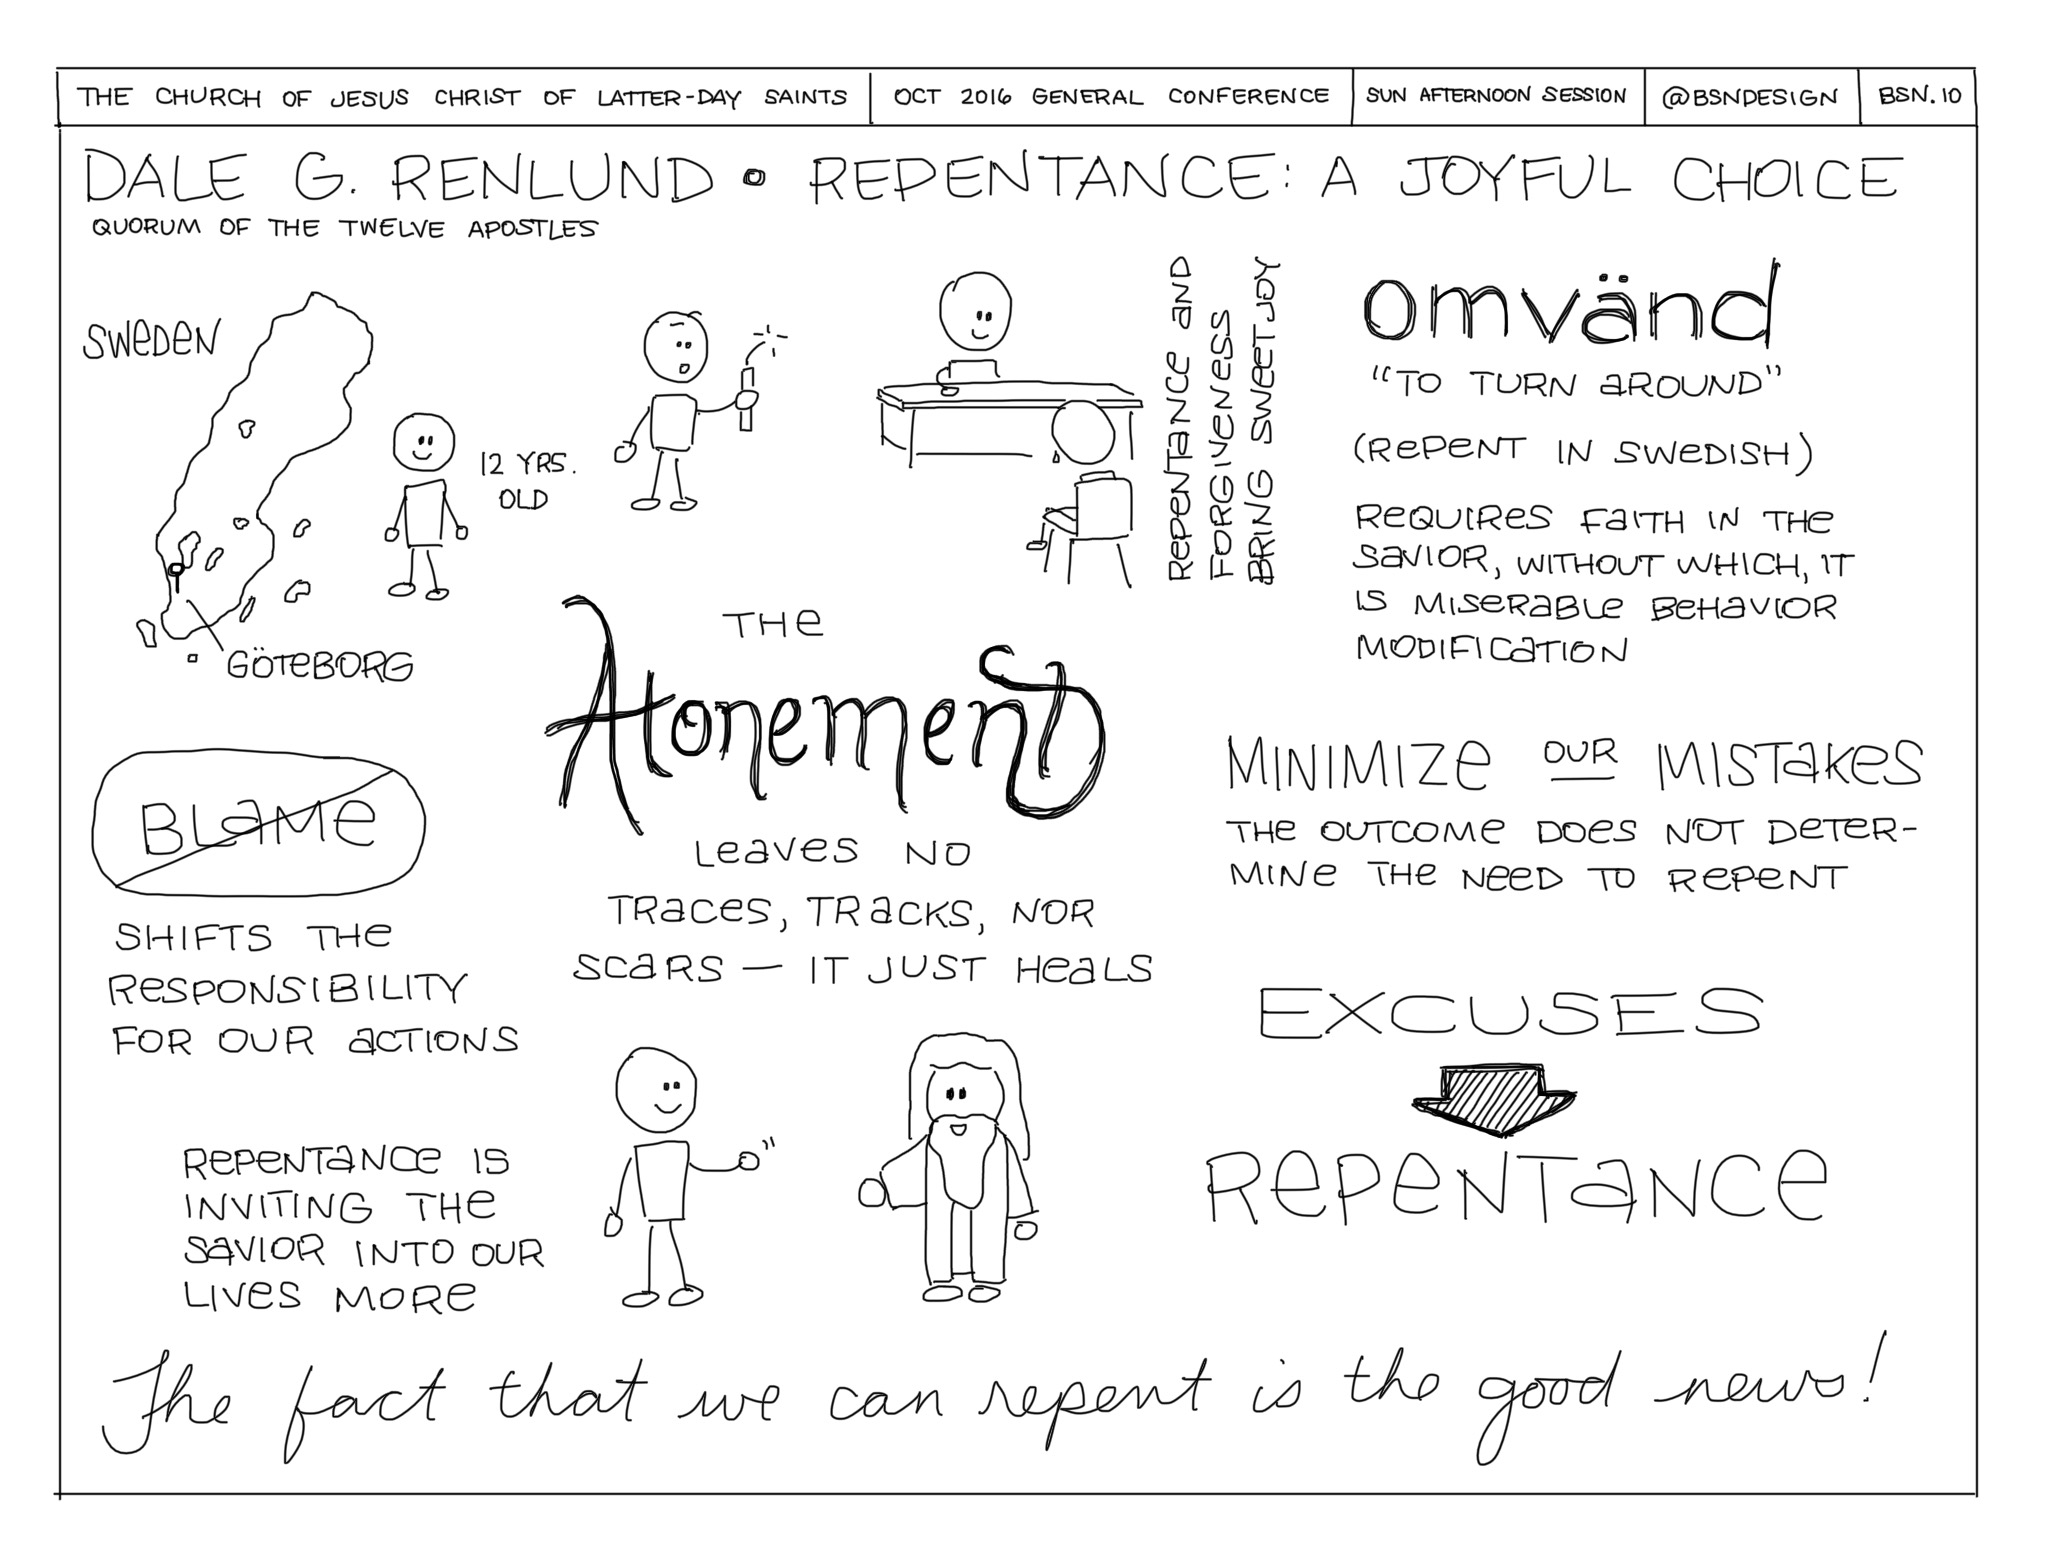 THE CHURCH OF JESUS CHRIST OF LATTER-DAY SAINTS
OCT 2016 GENERAL CONFERENCE
SUN AFTERNOON SESSION
@BSNDESIGN
BSN.10
DALE G. RENLUND • REPENTANCE: A JOYFUL CHOICE
QUORUM OF THE TWELVE APOSTLES
SWEDEN
12 YRS.
OLD
GÖTEBORG
REPENTANCE AND
FORGIVENESS
BRING SWEET JOY
omvänd
"TO TURN AROUND"
(REPENT IN SWEDISH)
REQUIRES FAITH IN THE
SAVIOR, WITHOUT WHICH, IT
IS MISERABLE BEHAVIOR
MODIFICATION
THE
Atonement
LEAVES NO
TRACES, TRACKS, NOR
SCARS — IT JUST HEALS
BLAME
SHIFTS THE
RESPONSIBILITY
FOR OUR ACTIONS
MINIMIZE OUR MISTAKES
THE OUTCOME DOES NOT DETER-
MINE THE NEED TO REPENT
EXCUSES
REPENTANCE
REPENTANCE IS
INVITING THE
SAVIOR INTO OUR
LIVES MORE
The fact that we can repent is the good news!